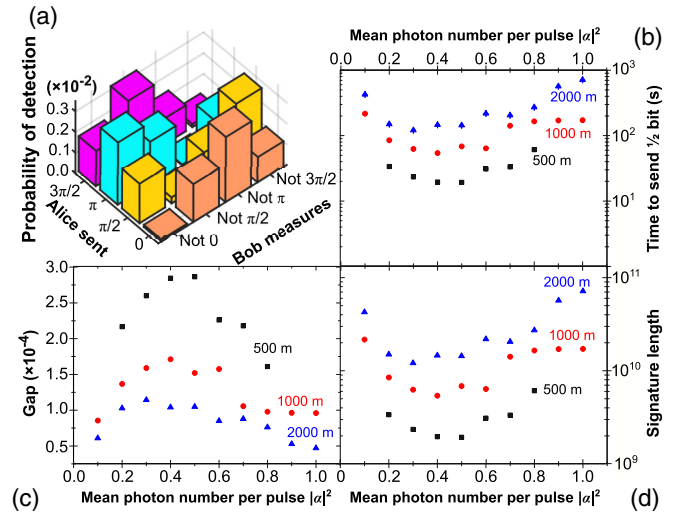 (a)
(×10⁻²)
0.3
0.2
0.1
0.0
Probability of detection
3π/2
π
π/2
0
Alice sent
Not 0
Not π/2
Not π
Not 3π/2
Bob measures
Mean photon number per pulse |α|²
0.0 0.2 0.4 0.6 0.8 1.0
(b)
10³
10²
10¹
Time to send ½ bit (s)
2000 m
1000 m
500 m
3.0
2.5
2.0
1.5
1.0
0.5
Gap (×10⁻⁴)
500 m
1000 m
2000 m
0.0 0.2 0.4 0.6 0.8 1.0
(c)
Mean photon number per pulse |α|²
10¹¹
10¹⁰
10⁹
Signature length
2000 m
1000 m
500 m
0.0 0.2 0.4 0.6 0.8 1.0
Mean photon number per pulse |α|²
(d)